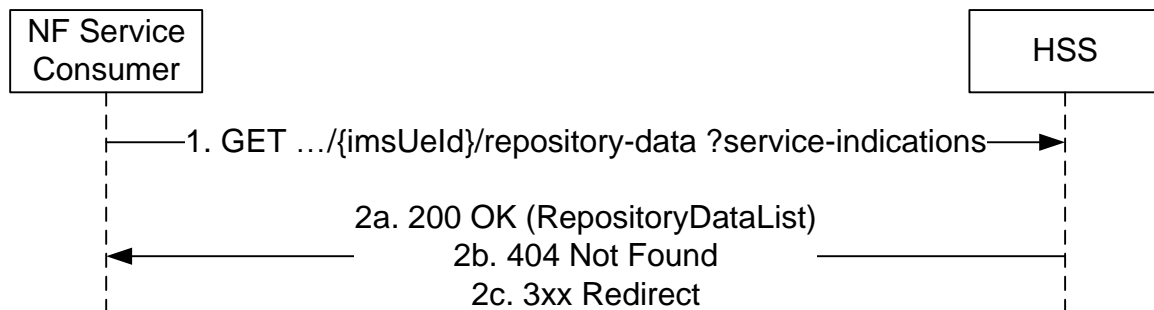 NF Service
Consumer
HSS
1. GET …/{imsUeId}/repository-data ?service-indications
2a. 200 OK (RepositoryDataList)
2b. 404 Not Found
2c. 3xx Redirect